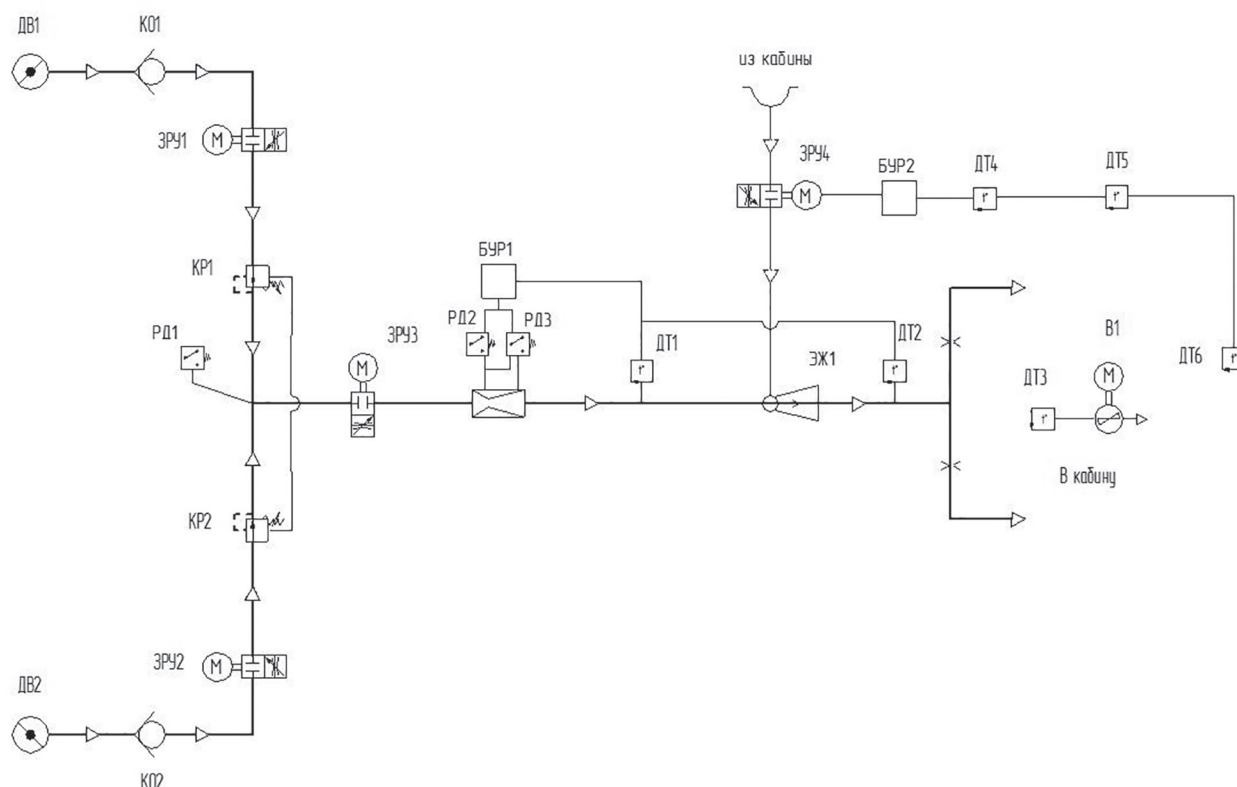 ДВ1
КО1
из кабины
ЗРУ1
М
ЗРУ4
М
БУР2
ДТ4
ДТ5
БУР1
КР1
РД1
ЗРУ3
М
РД2
РД3
ДТ1
ЭЖ1
ДТ2
В1
М
ДТ3
ДТ6
t°
t°
t°
t°
t°
t°
В кабину
КР2
ЗРУ2
М
ДВ2
КО2